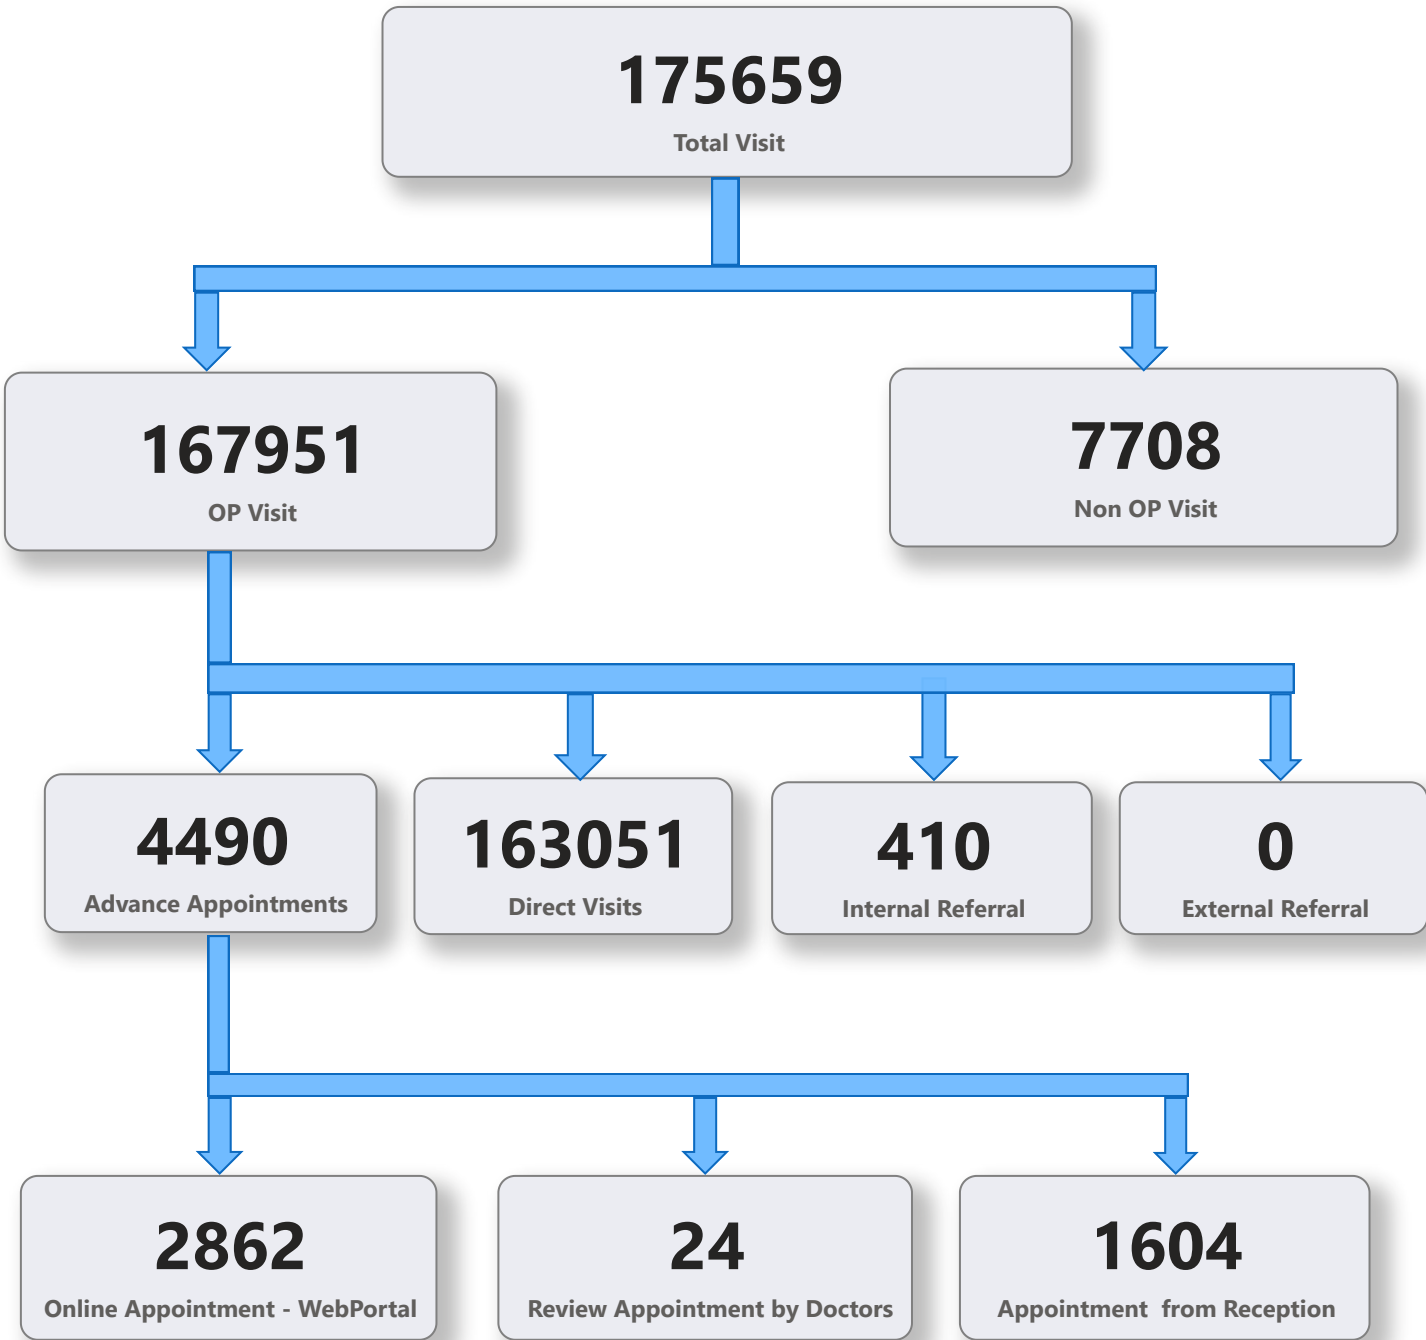 175659
Total Visit
167951
OP Visit
7708
Non OP Visit
4490
Advance Appointments
163051
Direct Visits
410
Internal Referral
0
External Referral
2862
Online Appointment - WebPortal
24
Review Appointment by Doctors
1604
Appointment  from Reception